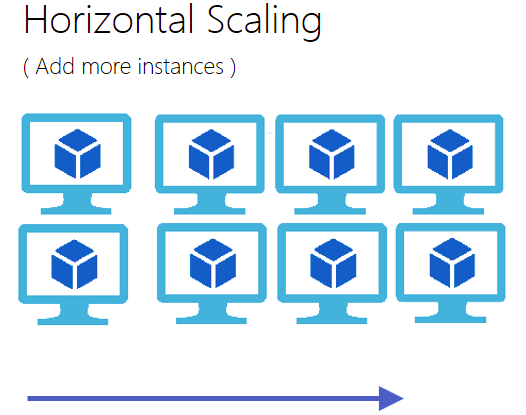 Horizontal Scaling
( Add more instances )